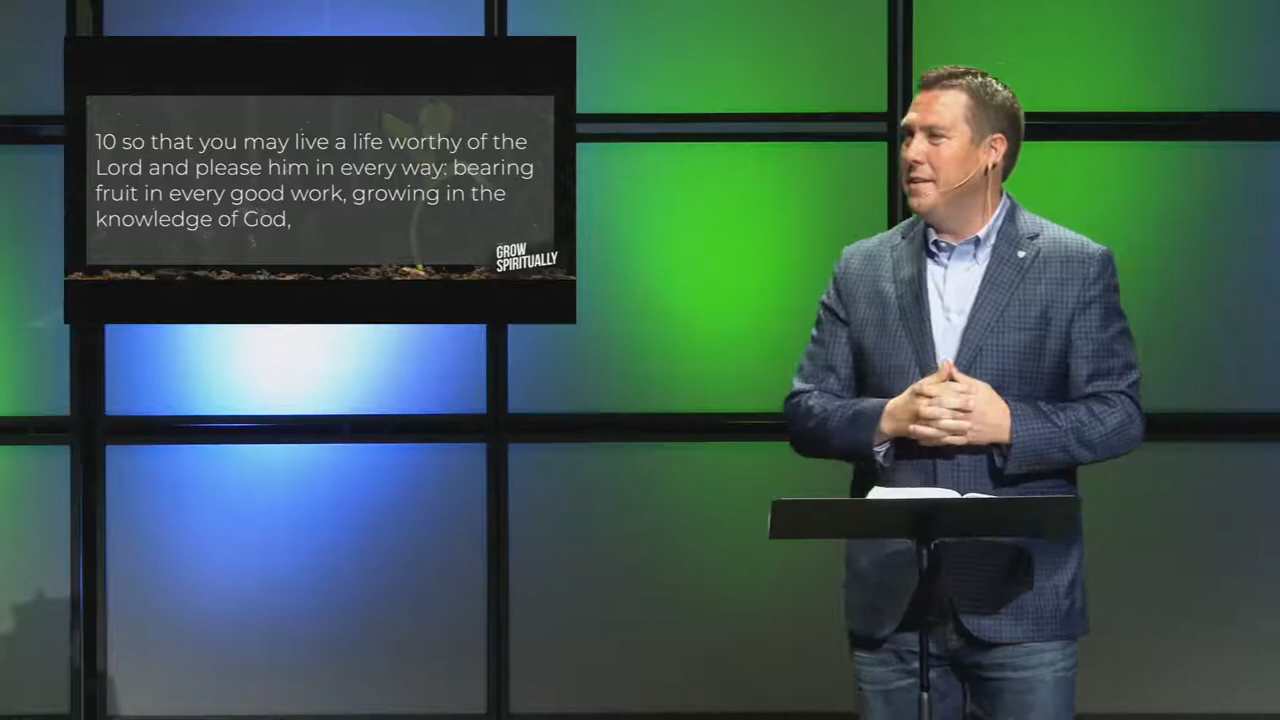 10 so that you may live a life worthy of the
Lord and please him in every way: bearing
fruit in every good work, growing in the
knowledge of God,
GROW
SPIRITUALLY